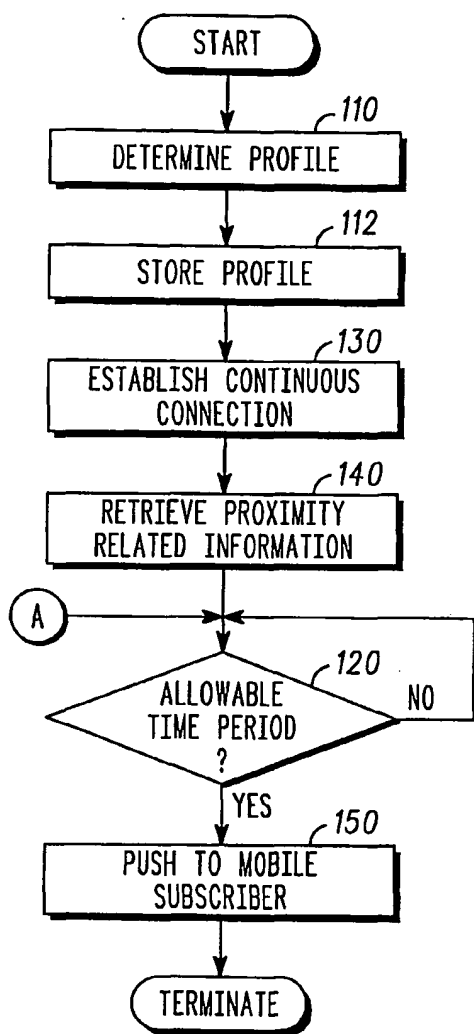 START
110
DETERMINE PROFILE
112
STORE PROFILE
130
ESTABLISH CONTINUOUS
CONNECTION
140
RETRIEVE PROXIMITY
RELATED INFORMATION
A
120
ALLOWABLE
TIME PERIOD
?
NO
YES
150
PUSH TO MOBILE
SUBSCRIBER
TERMINATE